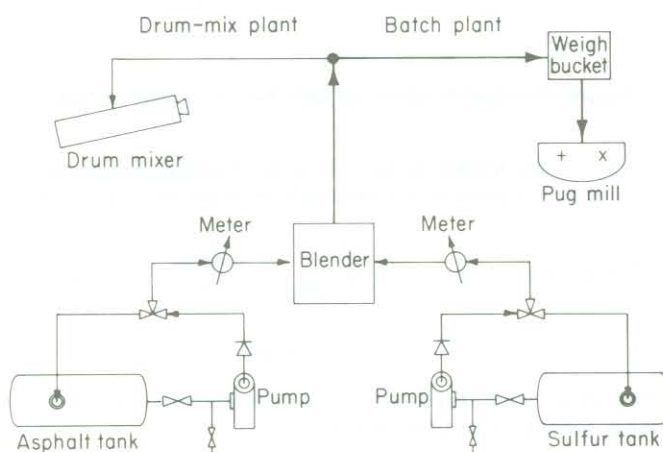 Drum-mix plant
Batch plant
Weigh
bucket
Drum mixer
+ x
Pug mill
Meter
Meter
Blender
Pump
Pump
Asphalt tank
Sulfur tank